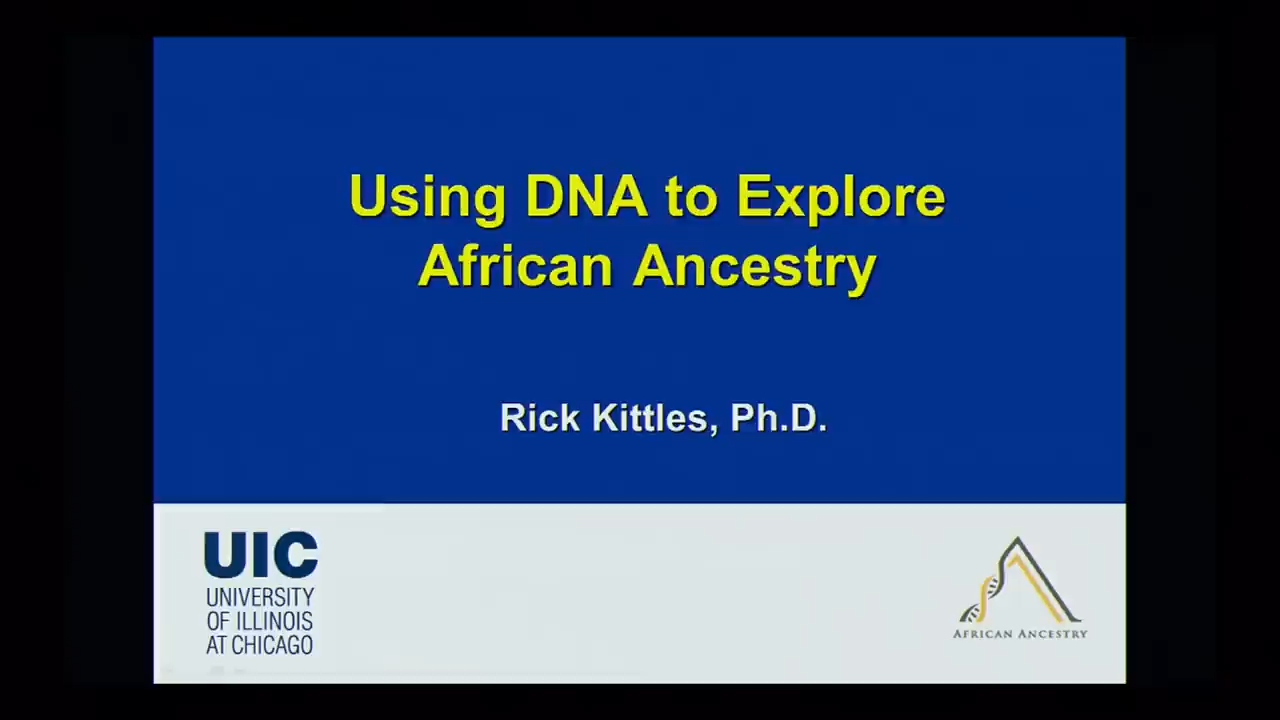 Using DNA to Explore
African Ancestry
Rick Kittles, Ph.D.
UIC
UNIVERSITY
OF ILLINOIS
AT CHICAGO
AFRICAN ANCESTRY